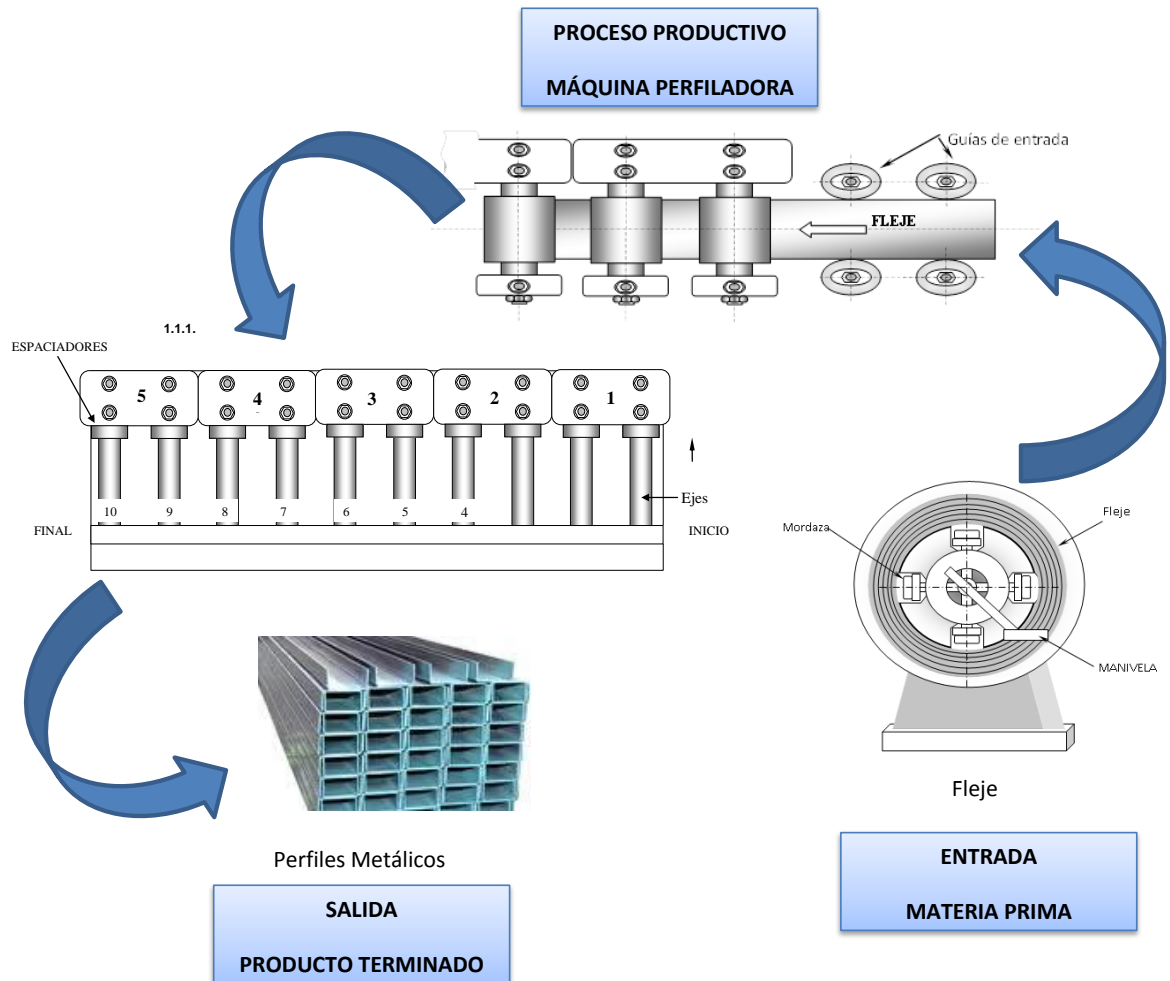 PROCESO PRODUCTIVO
MÁQUINA PERFILADORA
Guías de entrada
FLEJE
1.1.1.
ESPACIADORES
5 4 3 2 1
Ejes
10 9 8 7 6 5 4
FINAL
INICIO
Fleje
Mordaza
MANIVELA
Fleje
Perfiles Metálicos
ENTRADA
MATERIA PRIMA
SALIDA
PRODUCTO TERMINADO